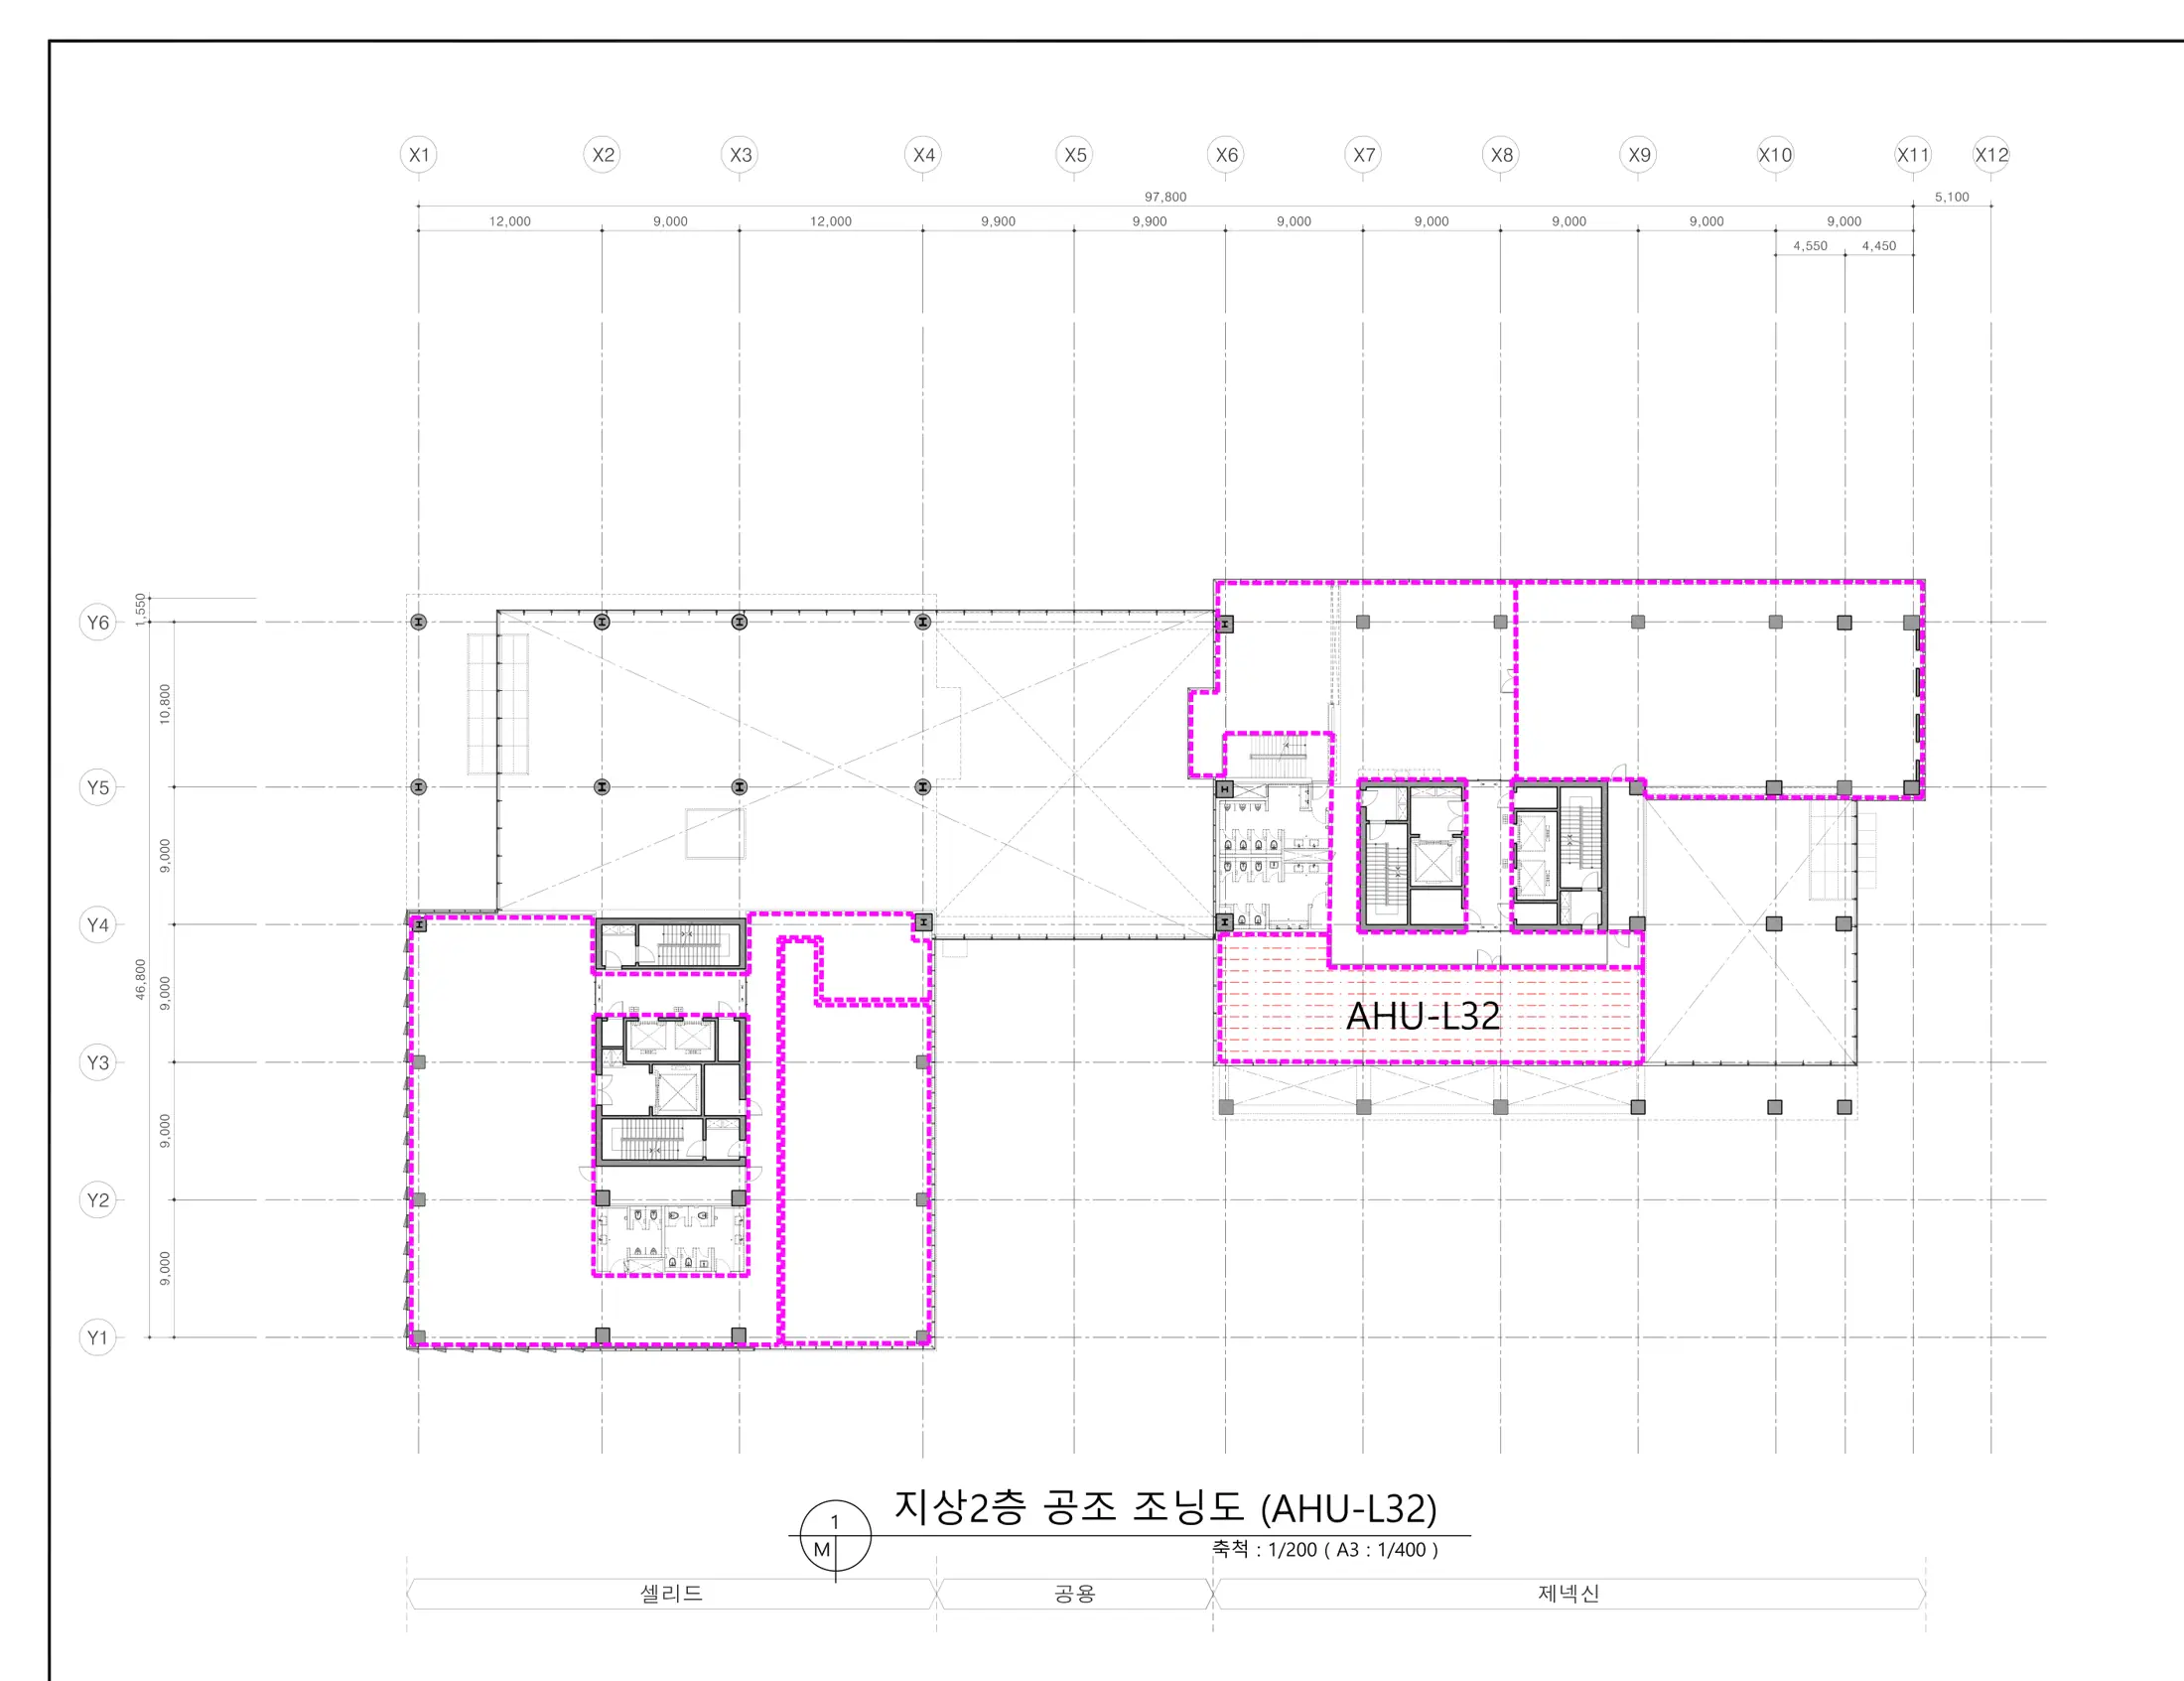 X1 X2 X3 X4 X5 X6 X7 X8 X9 X10 X11 X12
97,800 5,100
12,000 9,000 12,000 9,900 9,900 9,000 9,000 9,000 9,000 9,000
4,550 4,450
1,550
Y6
10,800
Y5
9,000
Y4
46,800
9,000
AHU-L32
Y3
9,000
Y2
9,000
Y1
지상2층 공조 조닝도 (AHU-L32)
1
M
축척 : 1/200 ( A3 : 1/400 )
셀리드 공용 제넥신